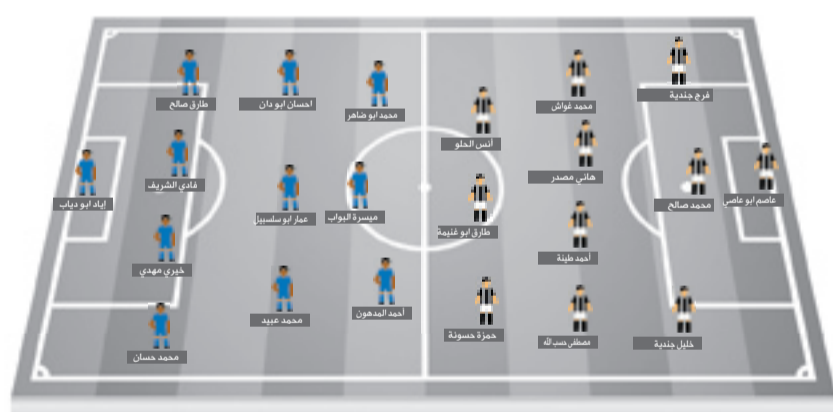 فرج جندية
طارق صالح
احسان ابو دان
محمد ابو ضاهر
محمد غواش
أنس الحلو
هاني مصدر
فادي الشريف
إياد ابو دياب
عمار ابو سلسبيل
ميسرة البواب
محمد صالح
عاصم ابو عاصي
طارق ابو غنيمة
أحمد طينة
خيري مهدي
محمد عبيد
أحمد المدهون
حمزة حسونة
مصطفى حسب الله
خليل جندية
محمد حسان